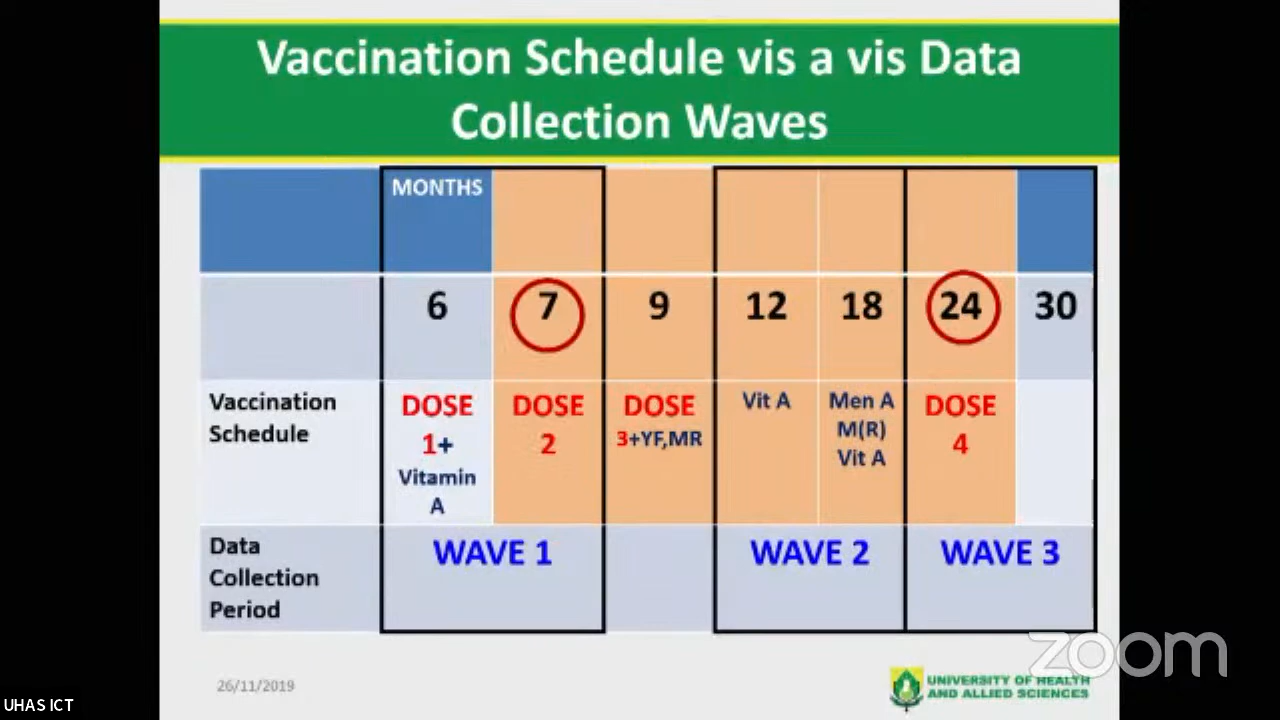 Vaccination Schedule vis a vis Data
Collection Waves
MONTHS
6 7 9 12 18 24 30
Vaccination
Schedule
DOSE
1+
Vitamin
A
DOSE
2
DOSE
3+YF,MR
Vit A
Men A
M(R)
Vit A
DOSE
4
Data
Collection
Period
WAVE 1
WAVE 2
WAVE 3
26/11/2019
UNIVERSITY OF HEALTH
AND ALLIED SCIENCES
zoom
UHAS ICT